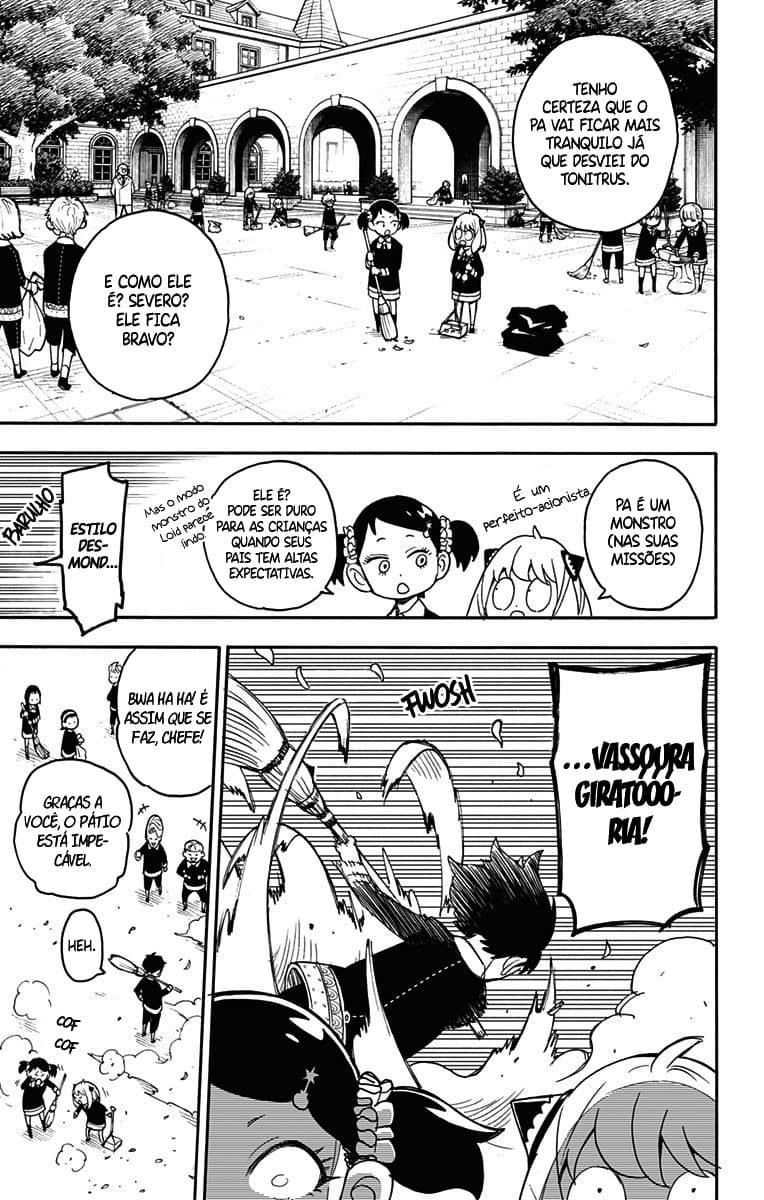 TENHO
CERTEZA QUE O
PA VAI FICAR MAIS
TRANQUILO JÁ
QUE DESVIEI DO
TONITRUS.
E COMO ELE
É? SEVERO?
ELE FICA
BRAVO?
PA É UM
MONSTRO
(NAS SUAS
MISSÕES)
É um
perfeito-acionista
ELE É?
PODE SER DURO
PARA AS CRIANÇAS
QUANDO SEUS
PAIS TEM ALTAS
EXPECTATIVAS.
Mas o modo
monstro do
Loid parece
lindo!
ESTILO
DES-
MOND...
BARULHO
...VASSOURA
GIRATÓÓÓ-
RIA!
FWOSH
BWA HA HA! É
ASSIM QUE SE
FAZ, CHEFE!
GRAÇAS A
VOCÊ, O PÁTIO
ESTÁ IMPE-
CÁVEL.
HEH.
COF
COF